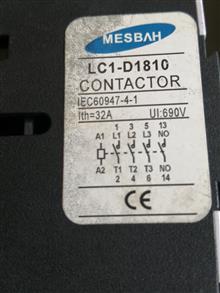 MESBAH
LC1-D1810
CONTACTOR
IEC60947-4-1
Ith=32A UI:690V
1 3 5 13
A1 L1 L2 L3 NO
A2 T1 T2 T3 NO
2 4 6 14
CE